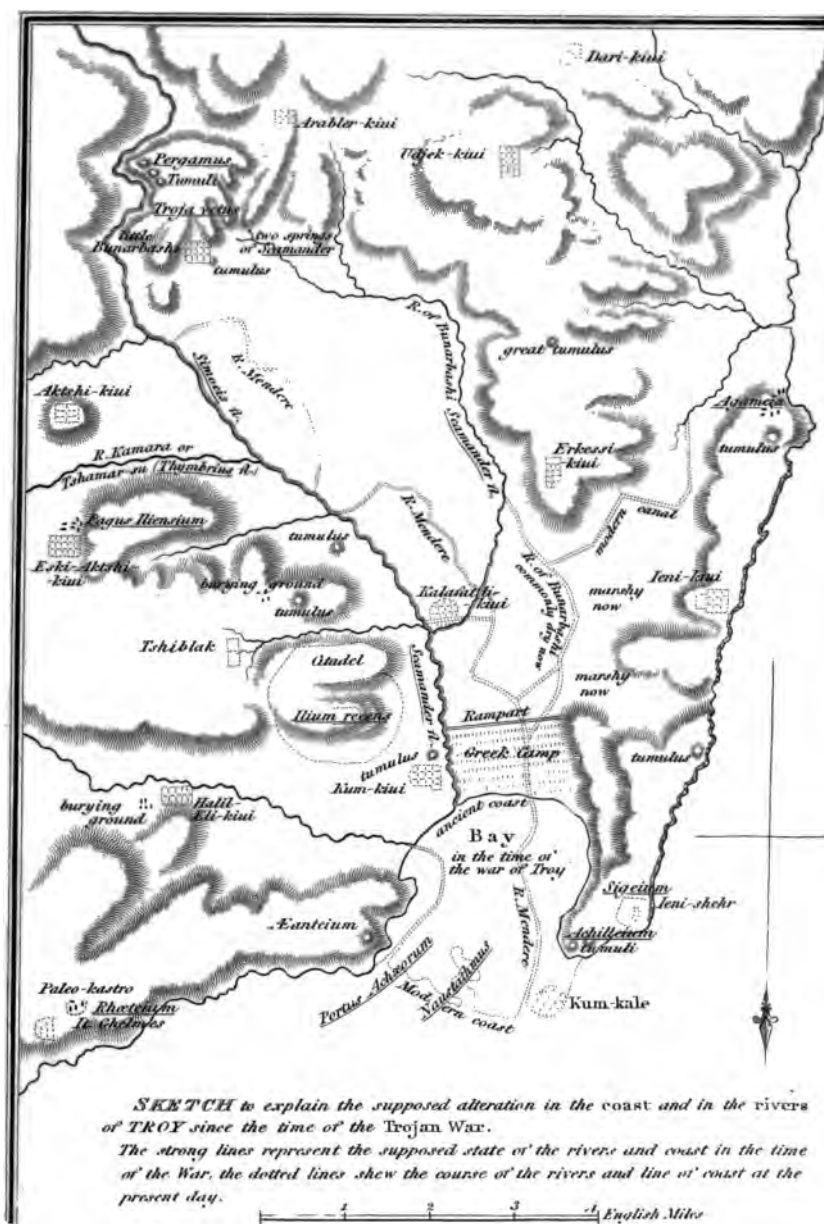 Dari-kiui
Arabler-kiui
Udjek-kiui
Pergamus
Tumuli
Troja vetus
little
Bunarbashi
two springs
of Scamander
tumulus
R. of Bunarbashi
Scamander R.
great tumulus
Simoeis R.
R. Mendere
Aktshi-kiui
Agameia
tumulus
Erkessi-
kiui
R. Kamara or
Tshamar-su (Thymbrius R.)
modern canal
R. Mendere
Pagus Iliensium
Eski-Aktshi-
kiui
tumulus
burying ground
tumulus
Kalafatli-
kiui
R. of Bunarbashi
commonly dry now
marshy
now
Ieni-kiui
Tshiblak
Citadel
Ilium recens
Scamander R.
marshy
now
Rampart
Greek Camp
tumulus
Kum-kiui
tumulus
burying
ground
Halil-
Eli-kiui
ancient coast
Bay
in the time of
the war of Troy
R. Mendere
Sigeium
Ieni-shehr
Æanteium
Achilleium
tumuli
Portus Achæorum
Naustathmus
Modern coast
Kum-kale
Paleo-kastro
Rhœteium
It Ghelmes
SKETCH to explain the supposed alteration in the coast and in the rivers
of TROY since the time of the Trojan War.
The strong lines represent the supposed state of the rivers and coast in the time
of the War, the dotted lines shew the course of the rivers and line of coast at the
present day.
1 2 3 4 English Miles